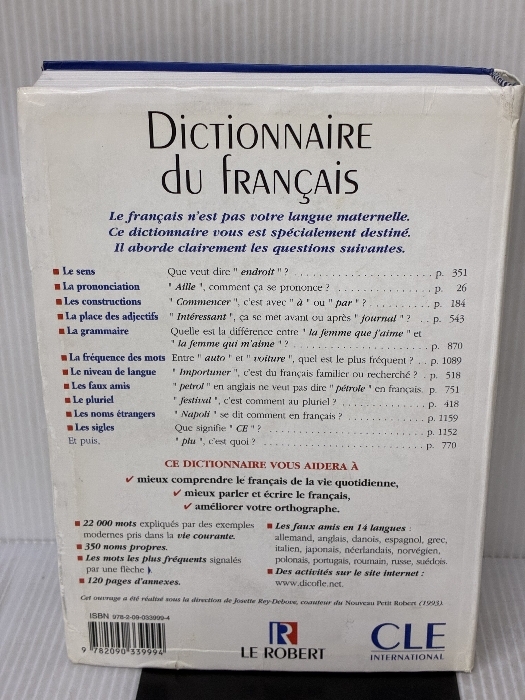 DICTIONNAIRE
DU FRANÇAIS
Le français n'est pas votre langue maternelle.
Ce dictionnaire vous est spécialement destiné.
Il aborde clairement les questions suivantes.
■ Le sens Que veut dire " endroit " ? . . . . . . . . . . . . . . . . . . . . . p. 351
■ La prononciation " Aille ", comment ça se prononce ? . . . . . . . . . . . . . p. 26
■ Les constructions " Commencer ", c'est avec " à " ou " par " ? . . . . . . . . p. 184
■ La place des adjectifs " Intéressant ", ça se met avant ou après " journal " ? . . p. 543
■ La grammaire Quelle est la différence entre " la femme que j'aime " et
" la femme qui m'aime " ? . . . . . . . . . . . . . . . . . . p. 870
■ La fréquence des mots Entre " auto " et " voiture ", quel est le plus fréquent ? . . p. 1089
■ Le niveau de langue " Importuner ", c'est du français familier ou recherché ? . p. 518
■ Les faux amis " petrol " en anglais ne veut pas dire " pétrole " en français. p. 751
■ Le pluriel " festival ", c'est comment au pluriel ? . . . . . . . . . . . p. 418
■ Les noms étrangers " Napoli " se dit comment en français ? . . . . . . . . . . p. 1159
■ Les sigles Que signifie " CE " ? . . . . . . . . . . . . . . . . . . . . . p. 1152
Et puis, " plu ", c'est quoi ? . . . . . . . . . . . . . . . . . . . . . . p. 770
CE DICTIONNAIRE VOUS AIDERA À
✔ mieux comprendre le français de la vie quotidienne,
✔ mieux parler et écrire le français,
✔ améliorer votre orthographe.
■ 22 000 mots expliqués par des exemples
modernes pris dans la vie courante.
■ 350 noms propres.
■ Les mots les plus fréquents signalés
par une flèche
■ 120 pages d'annexes.
■ Les faux amis en 14 langues :
allemand, anglais, danois, espagnol, grec,
italien, japonais, néerlandais, norvégien,
polonais, portugais, roumain, russe, suédois.
■ Des activités sur le site internet :
www.dicofle.net
Cet ouvrage a été réalisé sous la direction de Josette Rey-Debove, coauteur du Nouveau Petit Robert (1993).
ISBN 978-2-09-033999-4
9 782090 339994
R
LE ROBERT
CLE
INTERNATIONAL